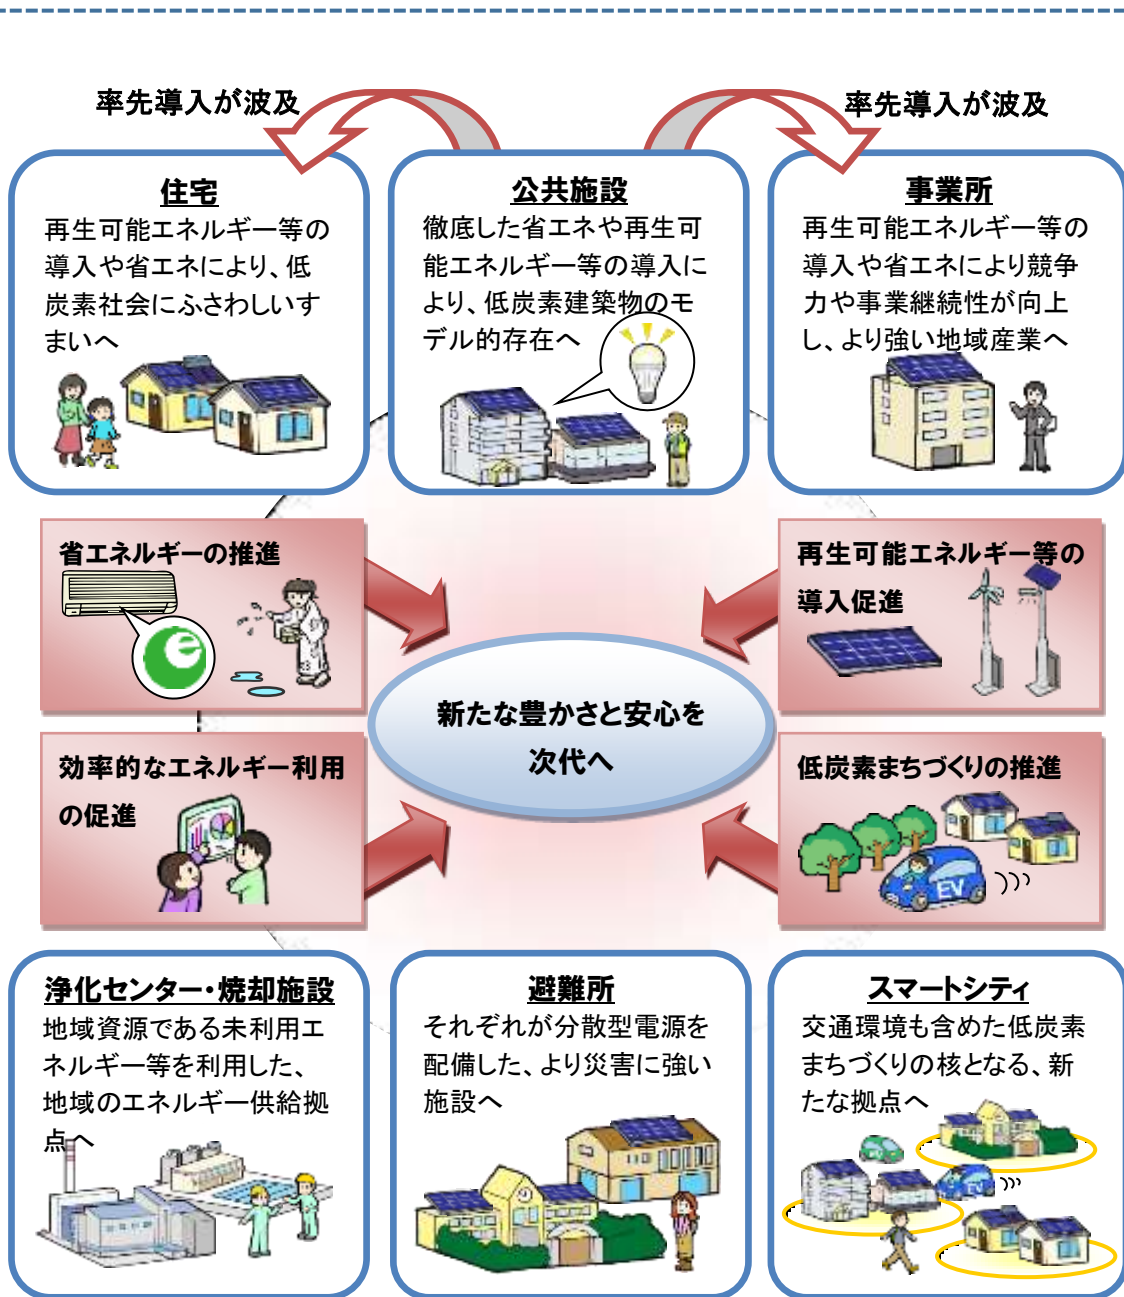 率先導入が波及
率先導入が波及
住宅
再生可能エネルギー等の
導入や省エネにより、低
炭素社会にふさわしいす
まいへ
公共施設
徹底した省エネや再生可
能エネルギー等の導入に
より、低炭素建築物のモ
デル的存在へ
事業所
再生可能エネルギー等の
導入や省エネにより競争
力や事業継続性が向上
し、より強い地域産業へ
省エネルギーの推進
e
再生可能エネルギー等の
導入促進
新たな豊かさと安心を
次代へ
効率的なエネルギー利用
の促進
低炭素まちづくりの推進
EV
浄化センター・焼却施設
地域資源である未利用エ
ネルギー等を利用した、
地域のエネルギー供給拠
点へ
避難所
それぞれが分散型電源を
配備した、より災害に強い
施設へ
スマートシティ
交通環境も含めた低炭素
まちづくりの核となる、新
たな拠点へ